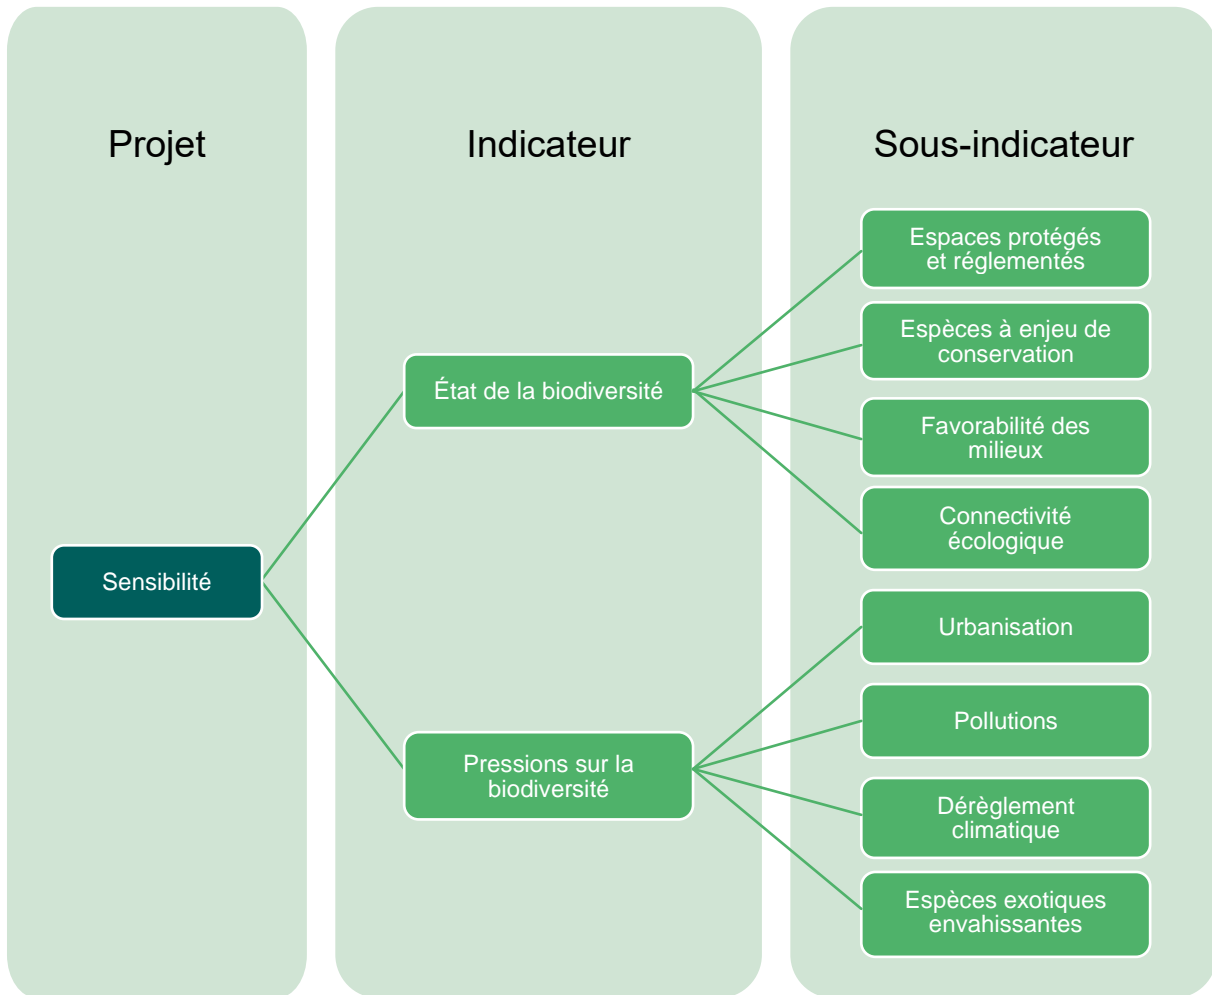 Projet
Indicateur
Sous-indicateur
Espaces protégés
et réglementés
Espèces à enjeu de
conservation
État de la biodiversité
Favorabilité des
milieux
Connectivité
écologique
Sensibilité
Urbanisation
Pollutions
Pressions sur la
biodiversité
Dérèglement
climatique
Espèces exotiques
envahissantes